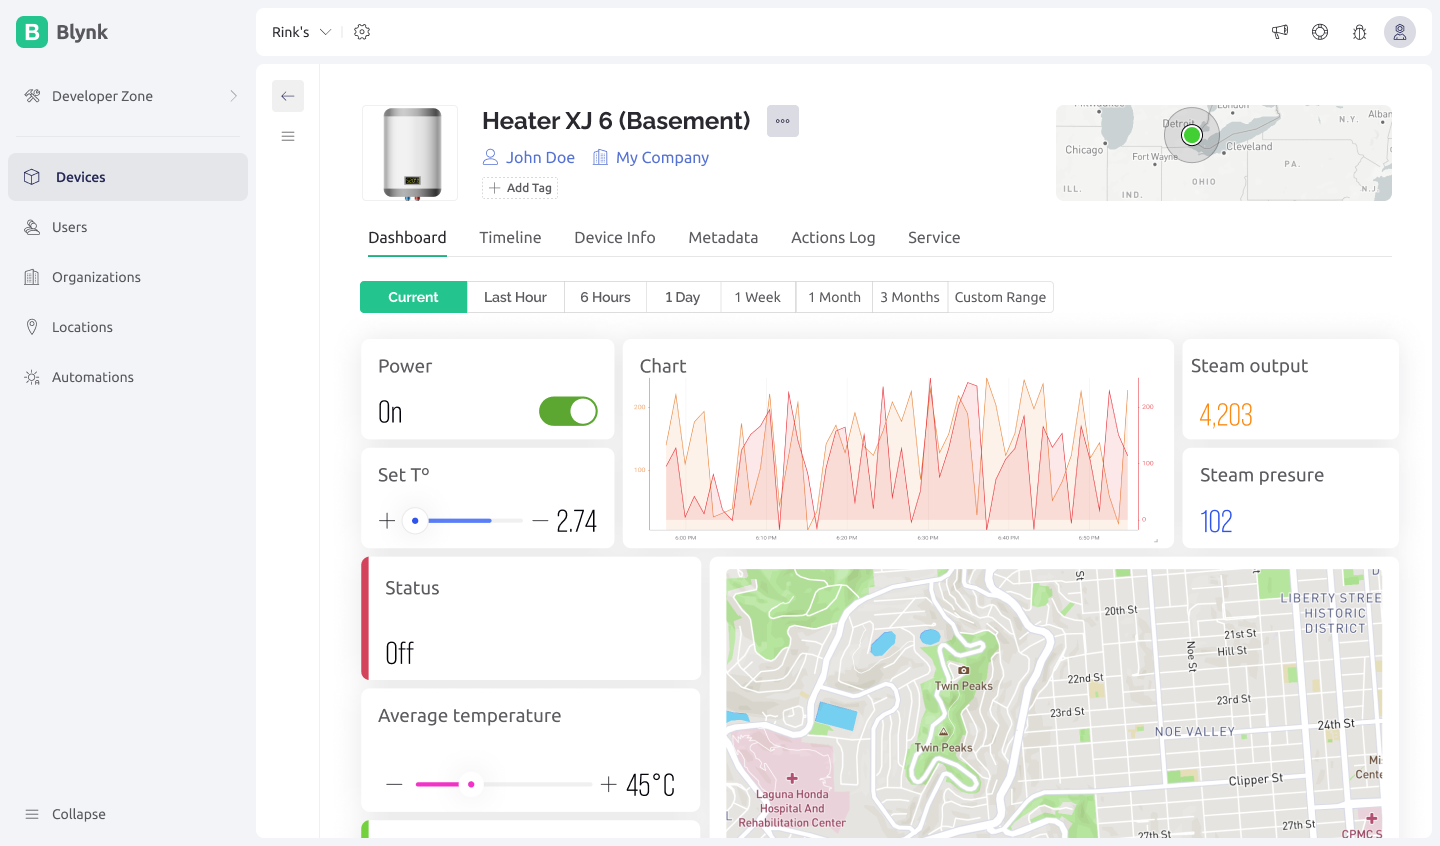 Blynk
Rink's
Developer Zone
Devices
Users
Organizations
Locations
Automations
Collapse
Heater XJ 6 (Basement)
John Doe
My Company
Add Tag
London
Detroit
Chicago
Fort Wayne
Cleveland
N.Y.
Alban
PA.
OHIO
ILL.
IND.
N.J.
Dashboard
Timeline
Device Info
Metadata
Actions Log
Service
Current
Last Hour
6 Hours
1 Day
1 Week
1 Month
3 Months
Custom Range
Power
On
Set Tº
2.74
Chart
200
100
200
100
0
6:00 PM
6:10 PM
6:20 PM
6:30 PM
6:40 PM
6:50 PM
Steam output
4,203
Steam presure
102
Status
Off
Average temperature
45°C
St
D
20th St
LIBERTY STREE
HISTORIC
DISTRICT
21st St
Hill St
Noe St
22nd St
Twin Peaks
23rd St
23rd St
24th St
NOE VALLEY
Twin Peaks
Mis
Cente
Clipper St
Laguna Honda
Hospital And
Rehabilitation Center
27th St
27th St
CPMC S